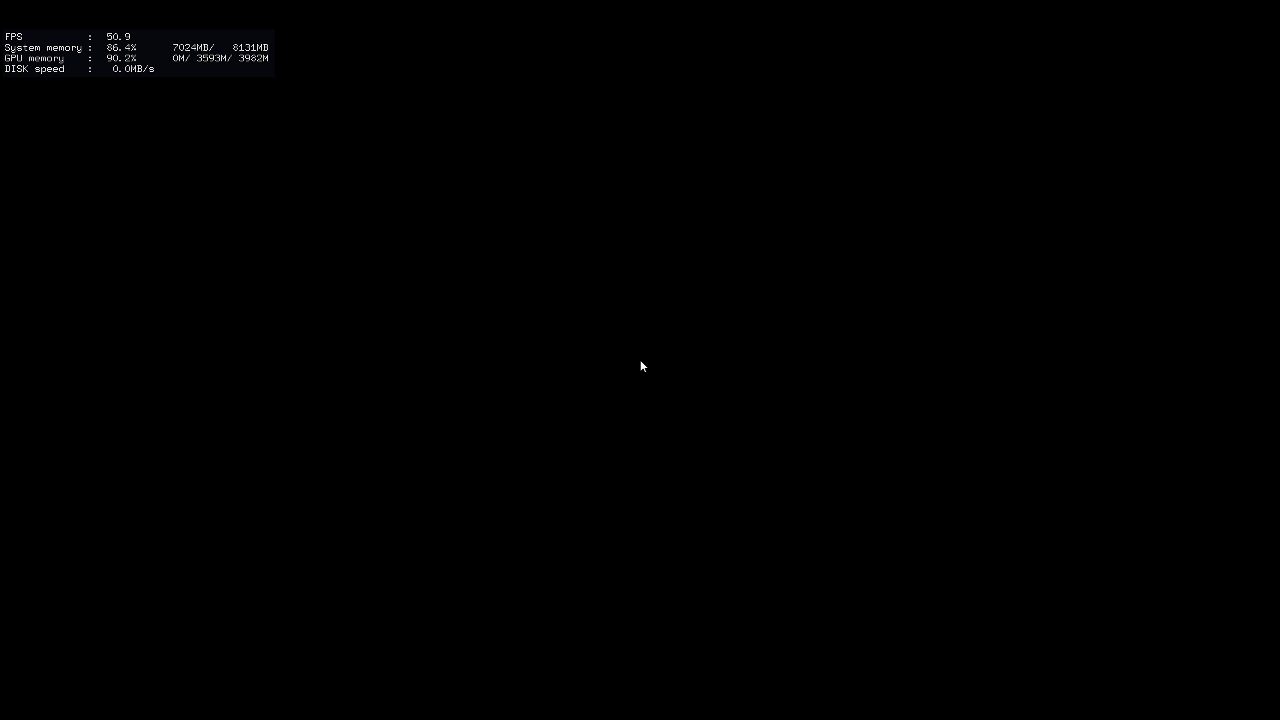 FPS : 50.9
System memory : 86.4% 7024MB/ 8131MB
GPU memory : 90.2% 0M/ 3593M/ 3982M
DISK speed : 0.0MB/s